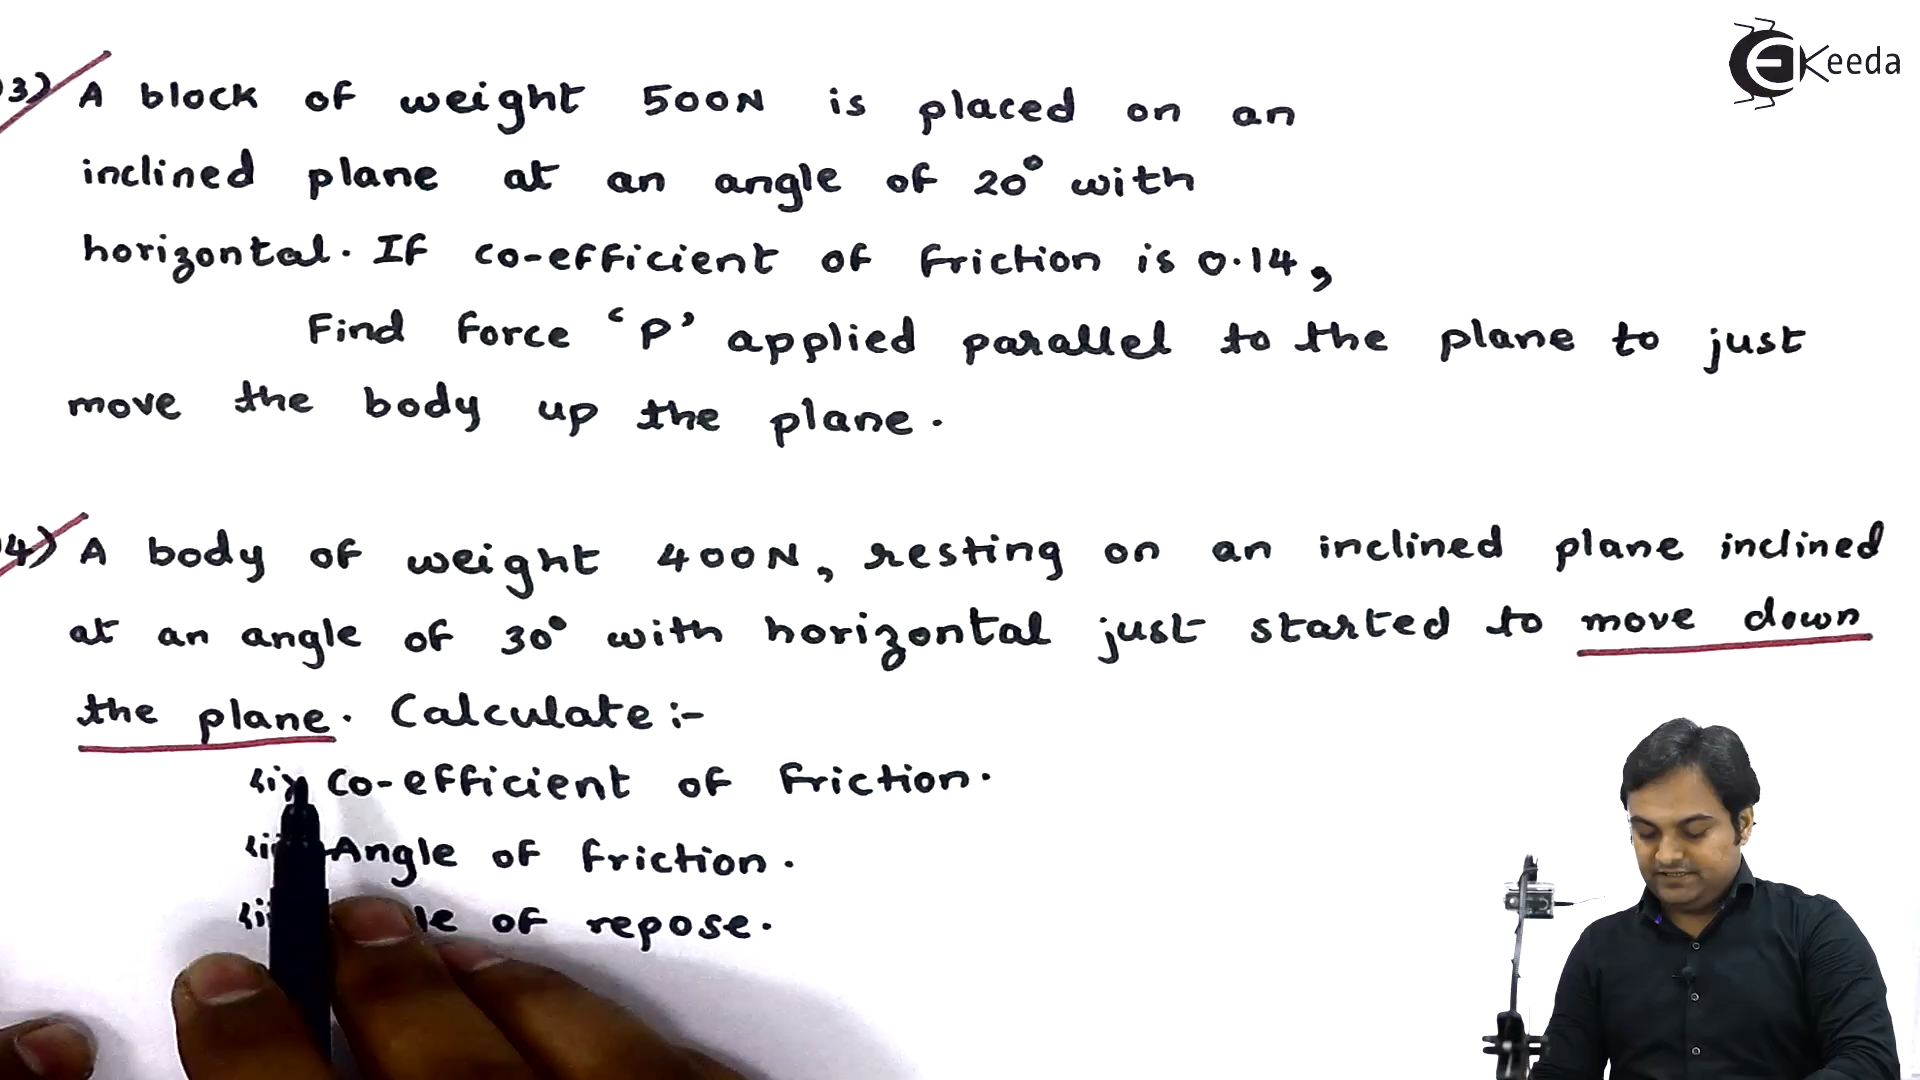 3) A block of weight 500N is placed on an
inclined plane at an angle of 20° with
horizontal. If co-efficient of friction is 0.14,
Find force ‘P’ applied parallel to the plane to just
move the body up the plane.
4) A body of weight 400N, resting on an inclined plane inclined
at an angle of 30° with horizontal just started to move down
the plane. Calculate :-
(i) Co-efficient of friction.
Angle of friction.
of repose.
EKeeda